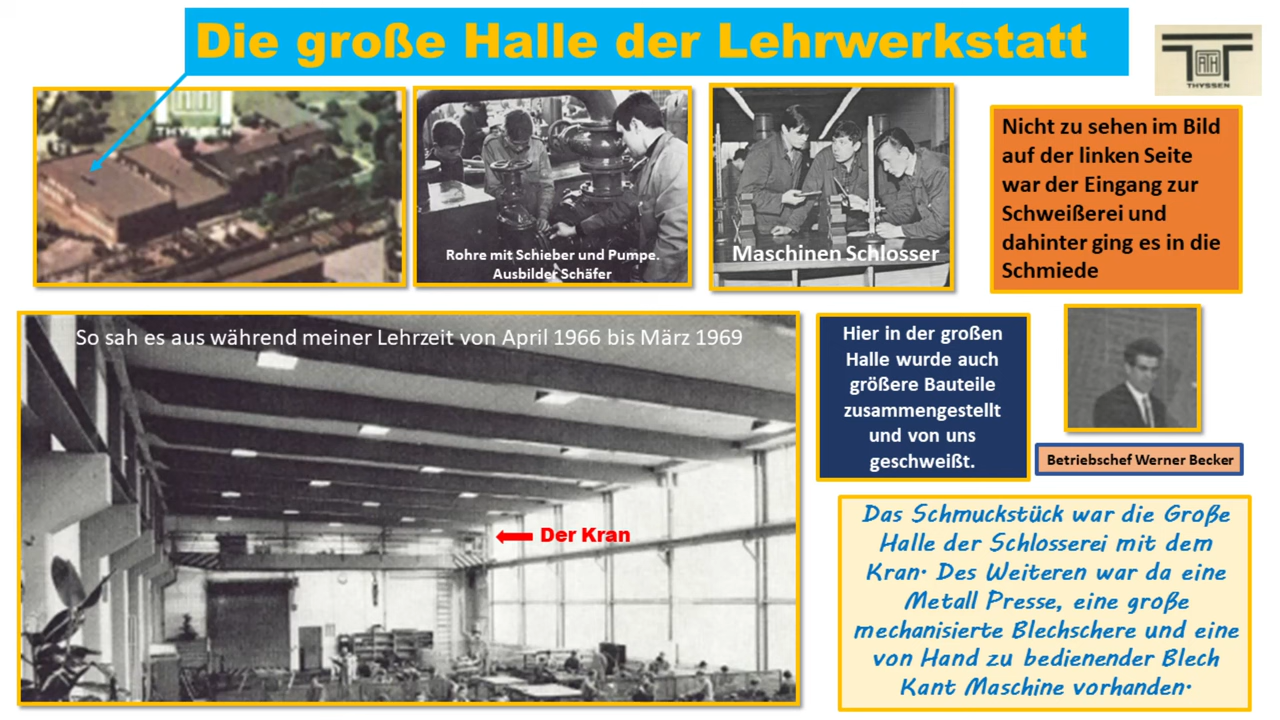 Die große Halle der Lehrwerkstatt
ATH
THYSSEN
THYSSEN
Rohre mit Schieber und Pumpe.
Ausbilder Schäfer
Maschinen Schlosser
Nicht zu sehen im Bild
auf der linken Seite
war der Eingang zur
Schweißerei und
dahinter ging es in die
Schmiede
So sah es aus während meiner Lehrzeit von April 1966 bis März 1969
Der Kran
Hier in der großen
Halle wurde auch
größere Bauteile
zusammengestellt
und von uns
geschweißt.
Betriebschef Werner Becker
Das Schmuckstück war die Große
Halle der Schlosserei mit dem
Kran. Des Weiteren war da eine
Metall Presse, eine große
mechanisierte Blechschere und eine
von Hand zu bedienender Blech
Kant Maschine vorhanden.